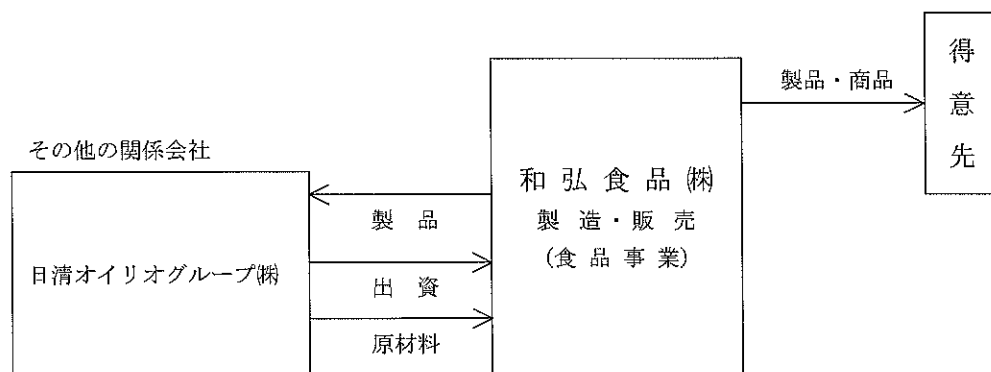 得意先
製品・商品
その他の関係会社
和弘食品㈱
製造・販売
(食品事業)
製品
日清オイリオグループ㈱
出資
原材料